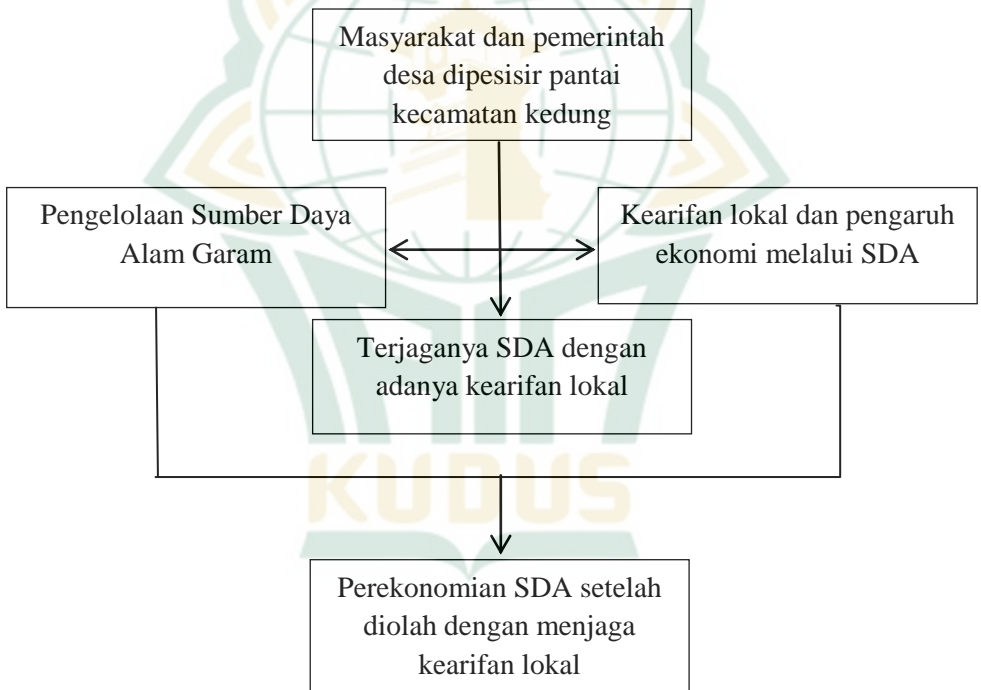 Masyarakat dan pemerintah
desa dipesisir pantai
kecamatan kedung
Pengelolaan Sumber Daya
Alam Garam
Kearifan lokal dan pengaruh
ekonomi melalui SDA
Terjaganya SDA dengan
adanya kearifan lokal
KUDUS
Perekonomian SDA setelah
diolah dengan menjaga
kearifan lokal